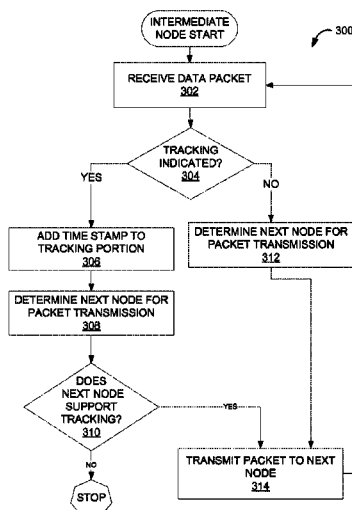 INTERMEDIATE
NODE START
300
RECEIVE DATA PACKET
302
TRACKING
INDICATED?
304
YES
NO
ADD TIME STAMP TO
TRACKING PORTION
306
DETERMINE NEXT NODE FOR
PACKET TRANSMISSION
312
DETERMINE NEXT NODE FOR
PACKET TRANSMISSION
308
DOES
NEXT NODE
SUPPORT
TRACKING?
310
YES
NO
TRANSMIT PACKET TO NEXT
NODE
314
STOP